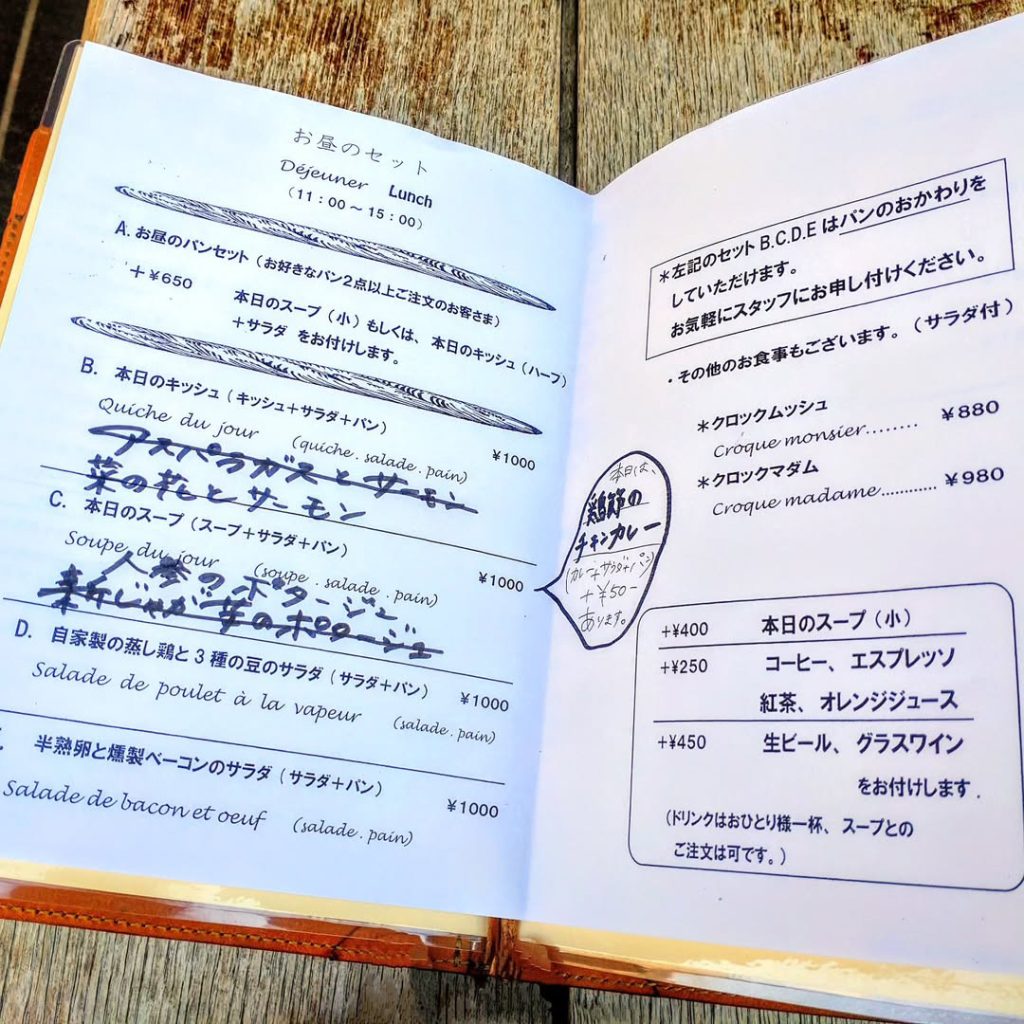 お昼のセット
Déjeuner Lunch
(11：00～15：00)
A. お昼のパンセット（お好きなパン2点以上ご注文のお客さま）
＋¥650
本日のスープ（小）もしくは、本日のキッシュ（ハーフ）
＋サラダ をお付けします。
B. 本日のキッシュ（キッシュ＋サラダ＋パン）
Quiche du jour (quiche.salade.pain) ¥1000
アスパラガスとサーモン
菜の花とサーモン
C. 本日のスープ（スープ＋サラダ＋パン）
Soupe du jour (soupe.salade.pain) ¥1000
人参のポタージュ
新じゃが芋のポタージュ
D. 自家製の蒸し鶏と3種の豆のサラダ（サラダ＋パン）
Salade de poulet à la vapeur (salade.pain) ¥1000
半熟卵と燻製ベーコンのサラダ（サラダ＋パン）
Salade de bacon et oeuf (salade.pain) ¥1000
本日は、
鶏節の
チキンカレー
(カレー＋サラダ＋パン)
＋¥50-
あります。
＊左記のセット B.C.D.E はパンのおかわりを
していただけます。
お気軽にスタッフにお申し付けください。
・その他のお食事もございます。（サラダ付）
＊クロックムッシュ
Croque monsier........ ¥880
＊クロックマダム
Croque madame............ ¥980
+¥400 本日のスープ（小）
+¥250 コーヒー、エスプレッソ
紅茶、オレンジジュース
+¥450 生ビール、グラスワイン
をお付けします.
（ドリンクはおひとり様一杯、スープとの
ご注文は可です。）